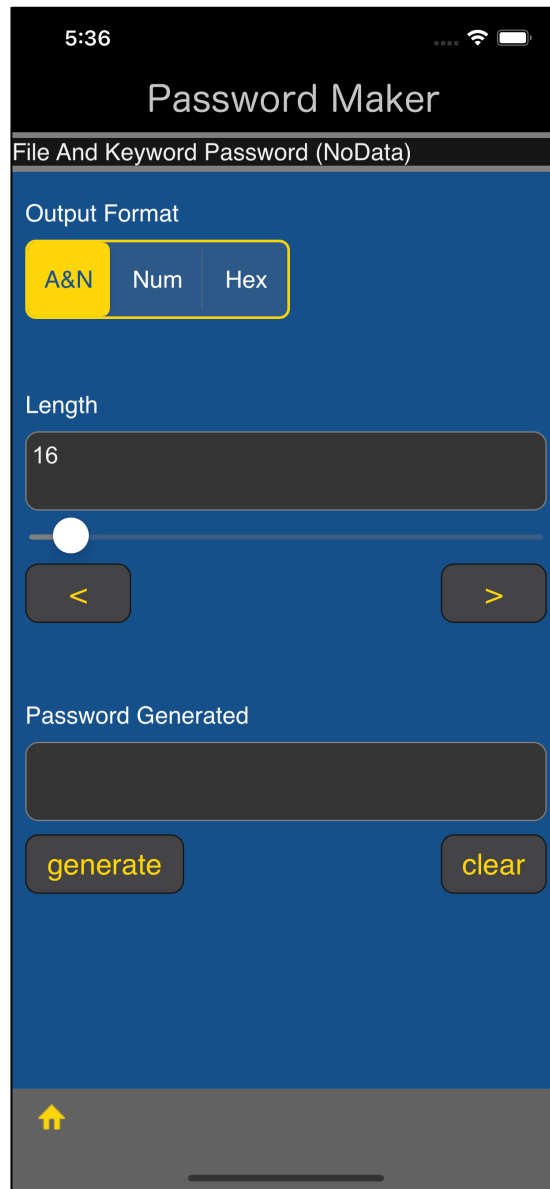 5:36
Password Maker
File And Keyword Password (NoData)
Output Format
A&N Num Hex
Length
16
< >
Password Generated
generate clear